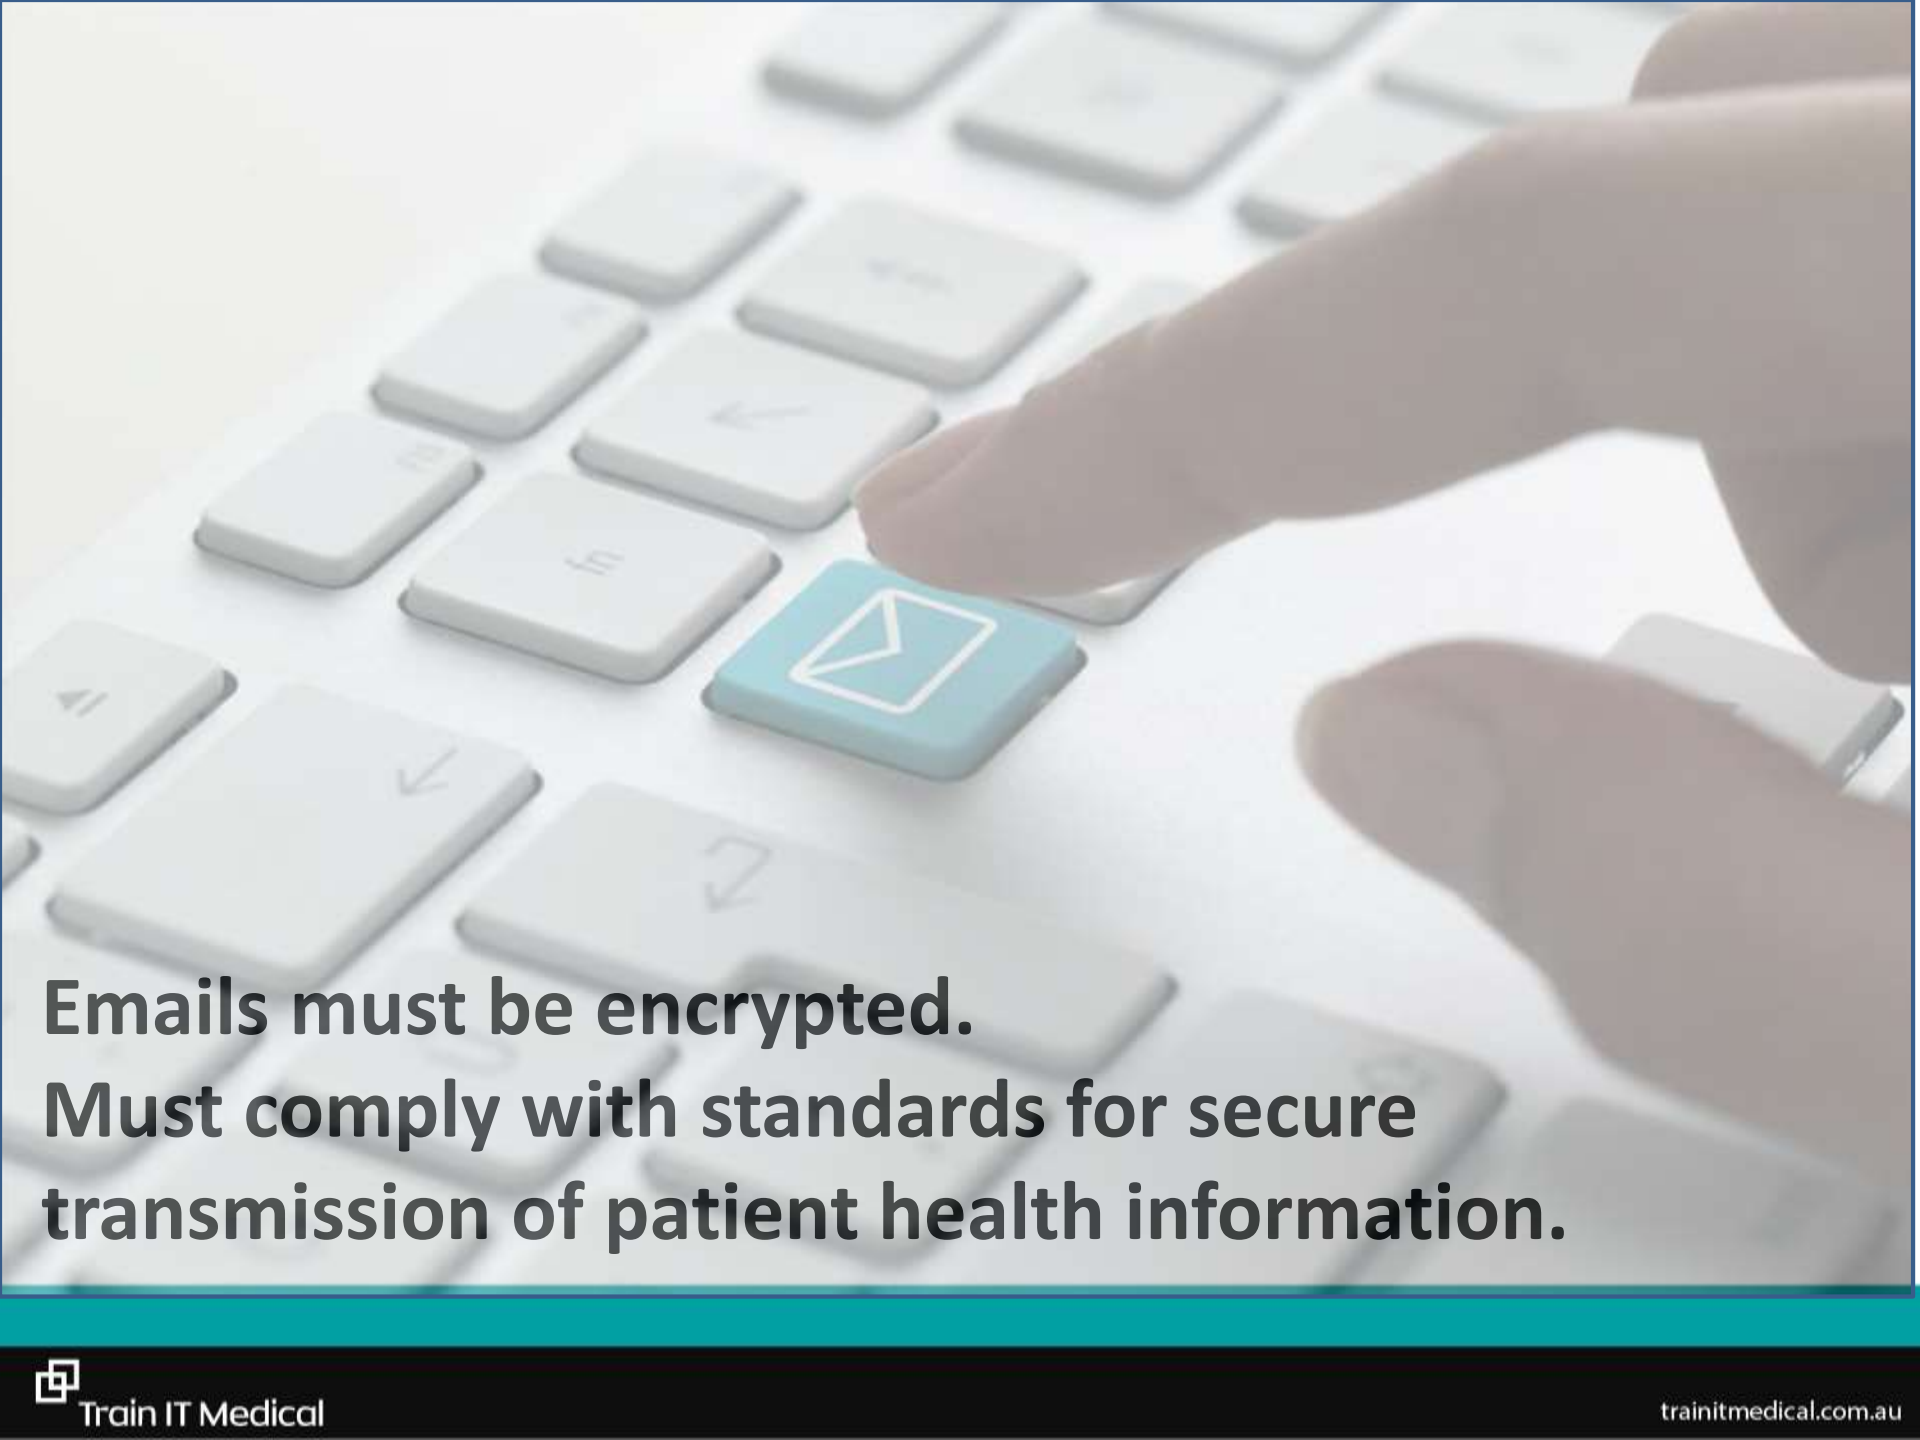 fn
Emails must be encrypted.
Must comply with standards for secure
transmission of patient health information.
Train IT Medical
trainitmedical.com.au